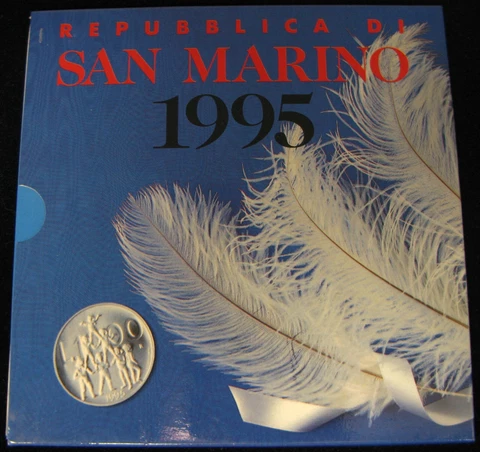 REPUBBLICA DI
SAN MARINO
1995